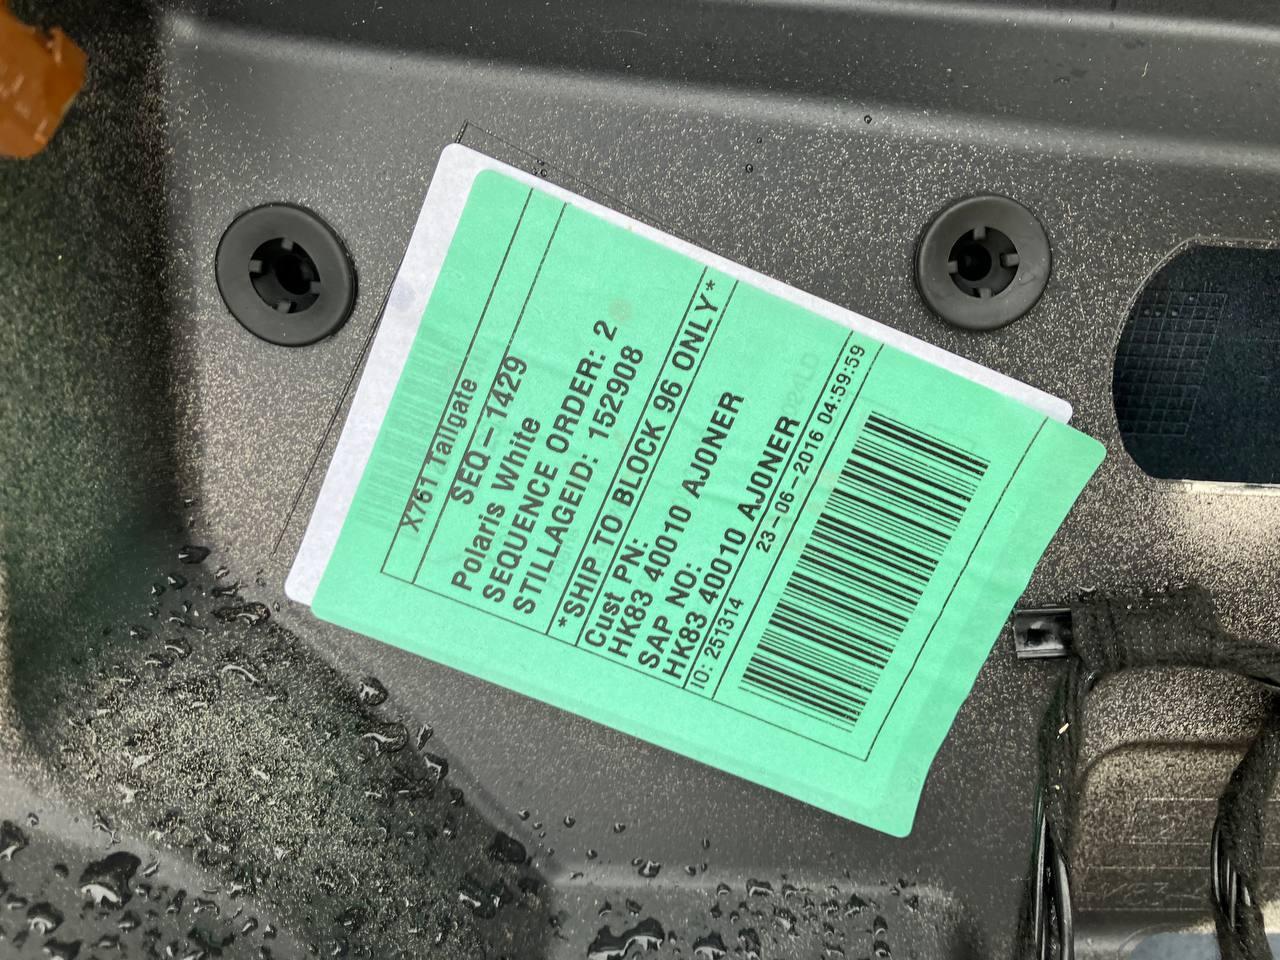 X761 Tailgate
SEQ-1429
Polaris White
SEQUENCE ORDER: 2
STILLAGEID: 152908
*SHIP TO BLOCK 96 ONLY*
Cust PN:
HK83 40010 AJONER
SAP NO:
HK83 40010 AJONER
10: 251314 23-06-2016 04:59:59